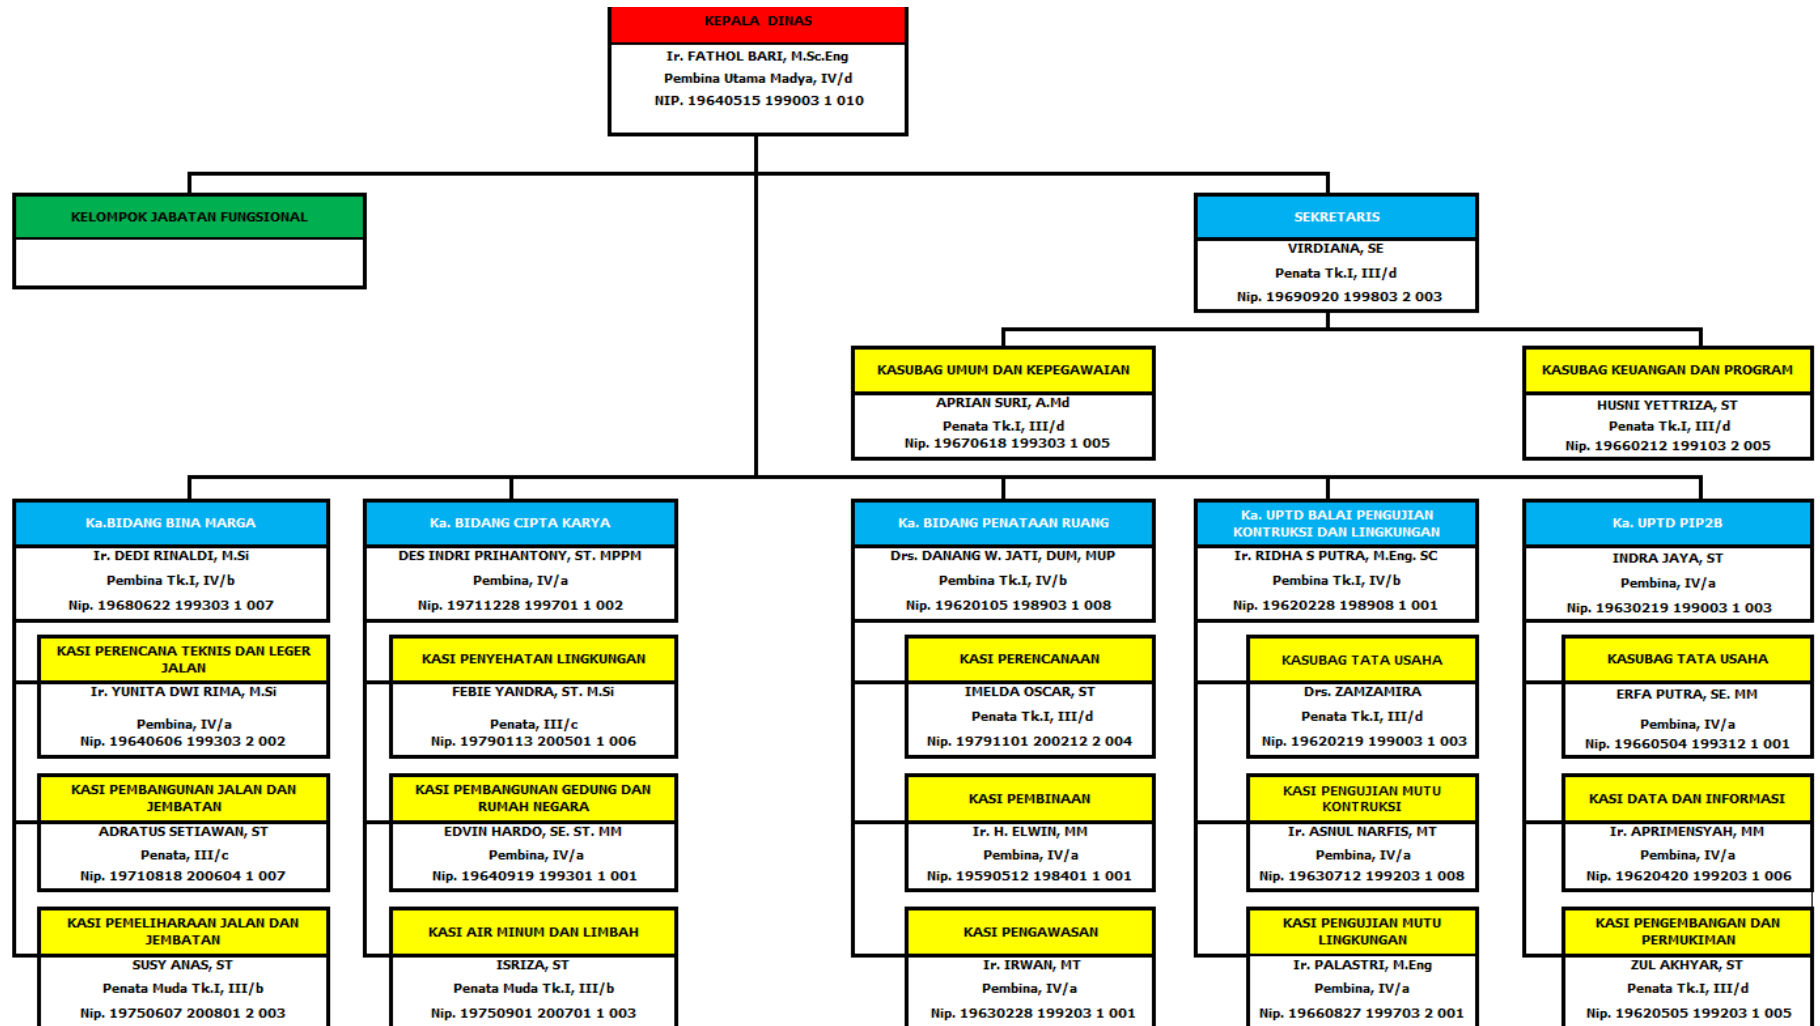 KEPALA  DINAS
Ir. FATHOL BARI, M.Sc.Eng
Pembina Utama Madya, IV/d
NIP. 19640515 199003 1 010
KELOMPOK JABATAN FUNGSIONAL
SEKRETARIS
VIRDIANA, SE
Penata Tk.I, III/d
Nip. 19690920 199803 2 003
KASUBAG UMUM DAN KEPEGAWAIAN
APRIAN SURI, A.Md
Penata Tk.I, III/d
Nip. 19670618 199303 1 005
KASUBAG KEUANGAN DAN PROGRAM
HUSNI YETTRIZA, ST
Penata Tk.I, III/d
Nip. 19660212 199103 2 005
Ka.BIDANG BINA MARGA
Ir. DEDI RINALDI, M.Si
Pembina Tk.I, IV/b
Nip. 19680622 199303 1 007
KASI PERENCANA TEKNIS DAN LEGER
JALAN
Ir. YUNITA DWI RIMA, M.Si
Pembina, IV/a
Nip. 19640606 199303 2 002
KASI PEMBANGUNAN JALAN DAN
JEMBATAN
ADRATUS SETIAWAN, ST
Penata, III/c
Nip. 19710818 200604 1 007
KASI PEMELIHARAAN JALAN DAN
JEMBATAN
SUSY ANAS, ST
Penata Muda Tk.I, III/b
Nip. 19750607 200801 2 003
Ka. BIDANG CIPTA KARYA
DES INDRI PRIHANTONY, ST. MPPM
Pembina, IV/a
Nip. 19711228 199701 1 002
KASI PENYEHATAN LINGKUNGAN
FEBIE YANDRA, ST. M.Si
Penata, III/c
Nip. 19790113 200501 1 006
KASI PEMBANGUNAN GEDUNG DAN
RUMAH NEGARA
EDVIN HARDO, SE. ST. MM
Pembina, IV/a
Nip. 19640919 199301 1 001
KASI AIR MINUM DAN LIMBAH
ISRIZA, ST
Penata Muda Tk.I, III/b
Nip. 19750901 200701 1 003
Ka. BIDANG PENATAAN RUANG
Drs. DANANG W. JATI, DUM, MUP
Pembina Tk.I, IV/b
Nip. 19620105 198903 1 008
KASI PERENCANAAN
IMELDA OSCAR, ST
Penata Tk.I, III/d
Nip. 19791101 200212 2 004
KASI PEMBINAAN
Ir. H. ELWIN, MM
Pembina, IV/a
Nip. 19590512 198401 1 001
KASI PENGAWASAN
Ir. IRWAN, MT
Pembina, IV/a
Nip. 19630228 199203 1 001
Ka. UPTD BALAI PENGUJIAN
KONTRUKSI DAN LINGKUNGAN
Ir. RIDHA S PUTRA, M.Eng. SC
Pembina Tk.I, IV/b
Nip. 19620228 198908 1 001
KASUBAG TATA USAHA
Drs. ZAMZAMIRA
Penata Tk.I, III/d
Nip. 19620219 199003 1 003
KASI PENGUJIAN MUTU
KONTRUKSI
Ir. ASNUL NARFIS, MT
Pembina, IV/a
Nip. 19630712 199203 1 008
KASI PENGUJIAN MUTU
LINGKUNGAN
Ir. PALASTRI, M.Eng
Pembina, IV/a
Nip. 19660827 199703 2 001
Ka. UPTD PIP2B
INDRA JAYA, ST
Pembina, IV/a
Nip. 19630219 199003 1 003
KASUBAG TATA USAHA
ERFA PUTRA, SE. MM
Pembina, IV/a
Nip. 19660504 199312 1 001
KASI DATA DAN INFORMASI
Ir. APRIMENSYAH, MM
Pembina, IV/a
Nip. 19620420 199203 1 006
KASI PENGEMBANGAN DAN
PERMUKIMAN
ZUL AKHYAR, ST
Penata Tk.I, III/d
Nip. 19620505 199203 1 005